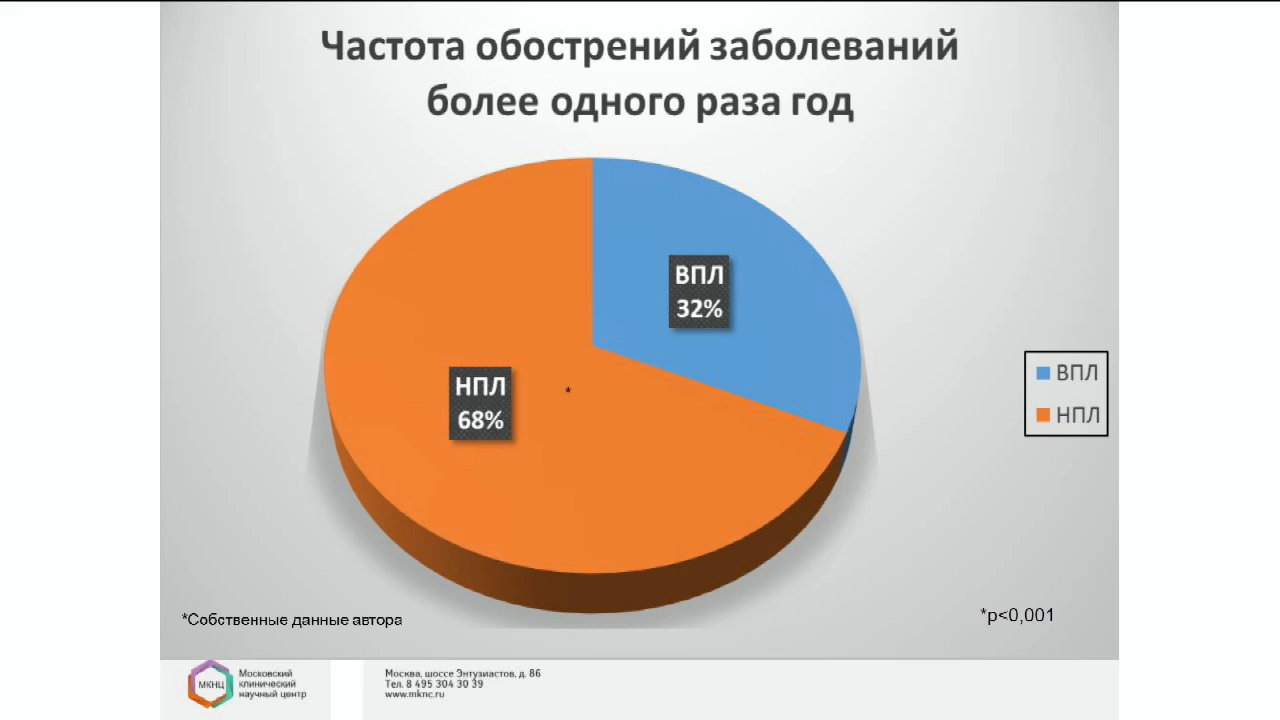 Частота обострений заболеваний
более одного раза год
ВПЛ
32%
НПЛ
68%
*
ВПЛ
НПЛ
*Собственные данные автора
*p<0,001
МКНЦ
Московский
клинический
научный центр
Москва, шоссе Энтузиастов, д. 86
Тел. 8 495 304 30 39
www.mknc.ru